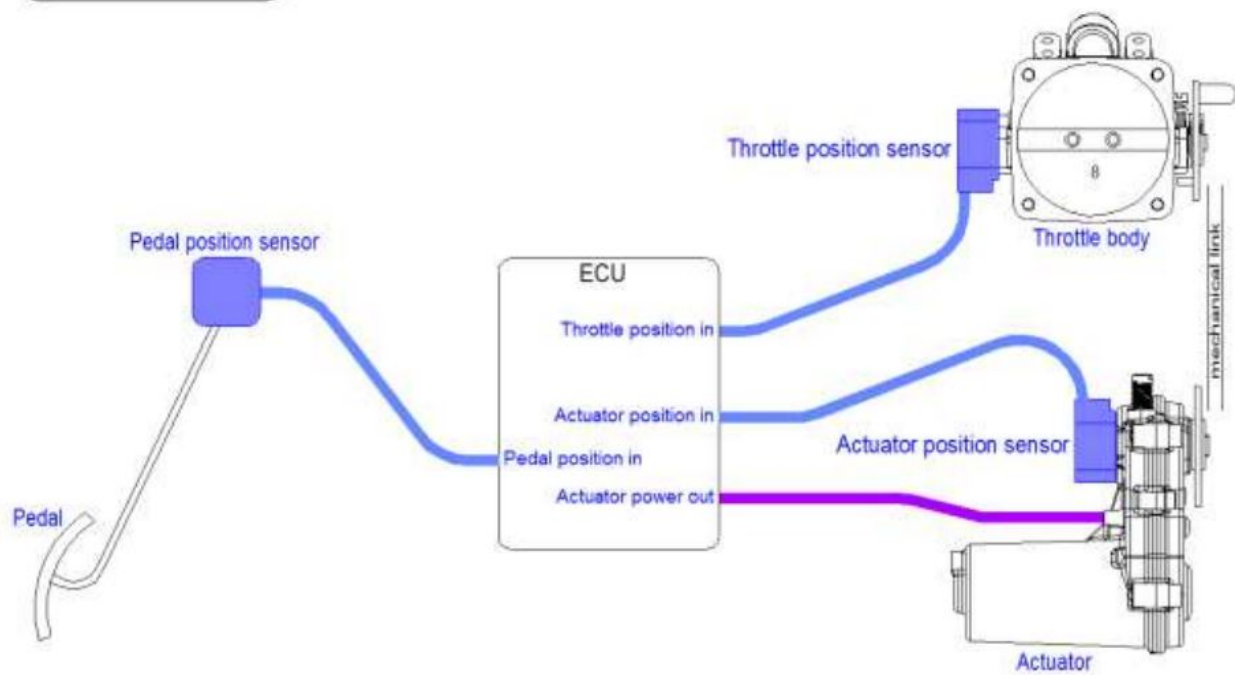 Throttle position sensor
Throttle body
Pedal position sensor
ECU
Throttle position in
mechanical link
Actuator position in
Actuator position sensor
Pedal position in
Actuator power out
Pedal
Actuator
8